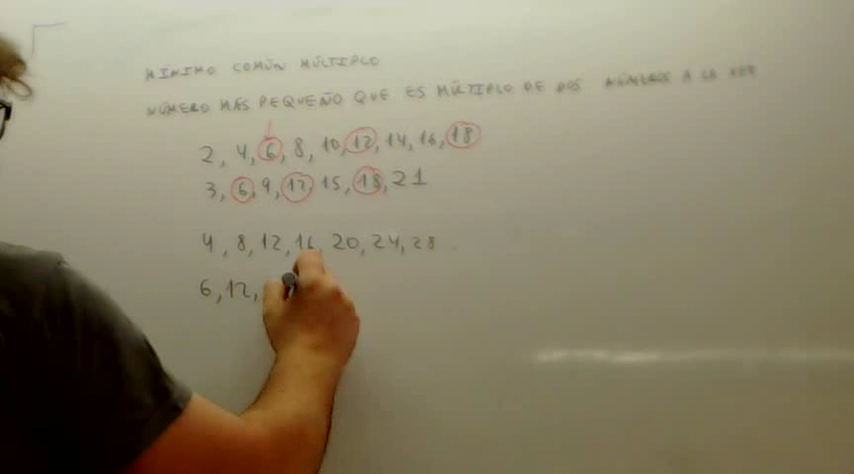 MÍNIMO COMÚN MÚLTIPLO
NÚMERO MÁS PEQUEÑO QUE ES MÚLTIPLO DE DOS NÚMEROS A LA VEZ
2, 4, 6, 8, 10, 12, 14, 16, 18
3, 6, 9, 12, 15, 18, 21
4, 8, 12, 16, 20, 24, 28
6, 12,